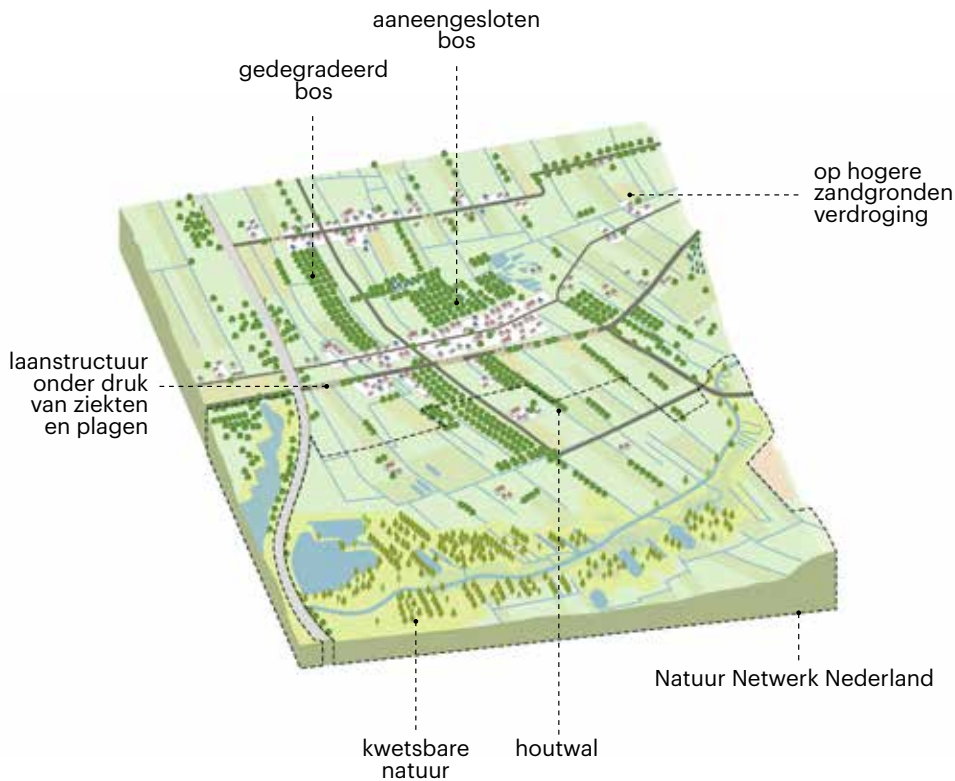 aaneengesloten
bos
gedegradeerd
bos
op hogere
zandgronden
verdroging
laanstructuur
onder druk
van ziekten
en plagen
Natuur Netwerk Nederland
kwetsbare
natuur
houtwal